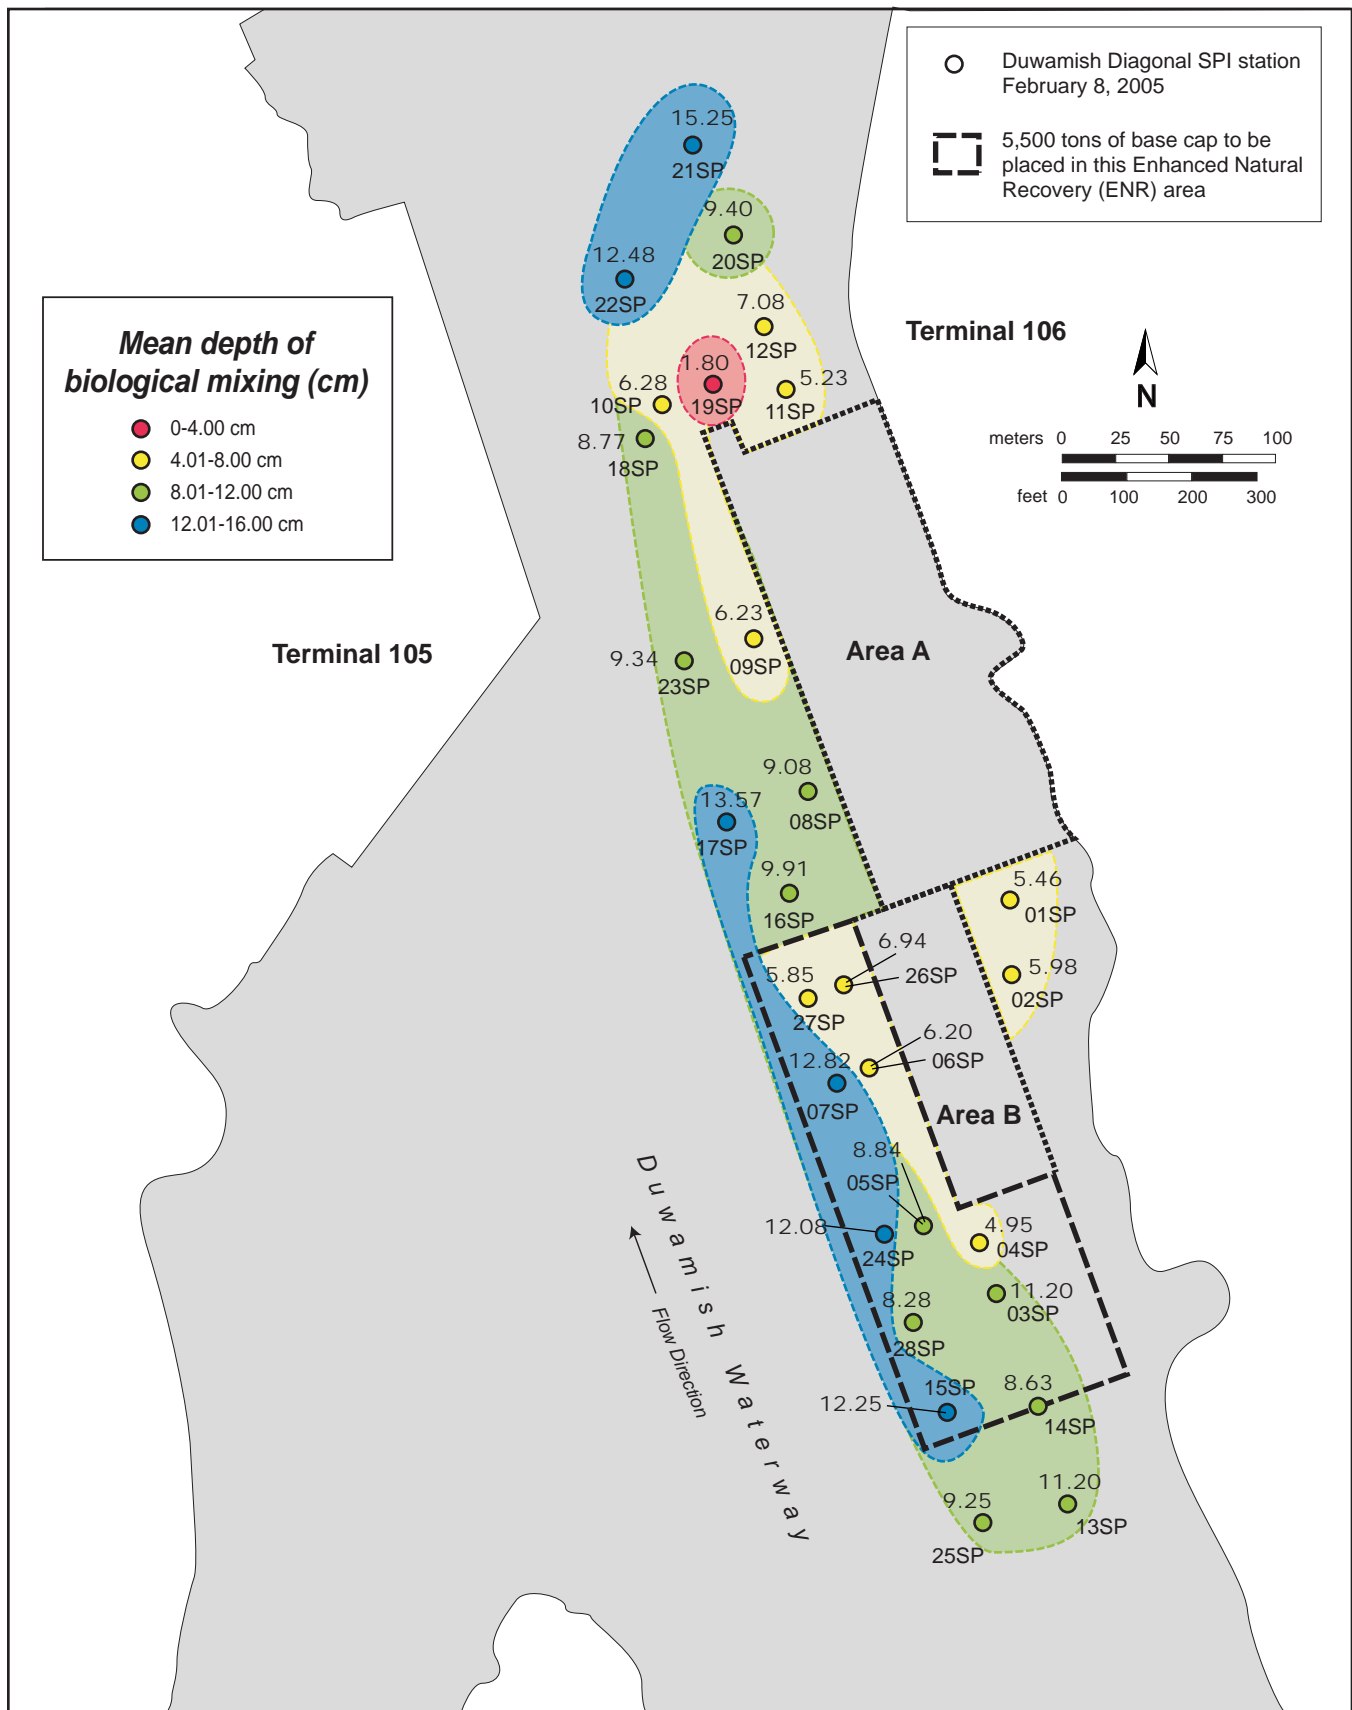 Duwamish Diagonal SPI station
February 8, 2005
5,500 tons of base cap to be
placed in this Enhanced Natural
Recovery (ENR) area
15.25
21SP
9.40
20SP
12.48
22SP
Mean depth of
biological mixing (cm)
0-4.00 cm
4.01-8.00 cm
8.01-12.00 cm
12.01-16.00 cm
7.08
12SP
Terminal 106
1.80
19SP
5.23
11SP
6.28
10SP
8.77
18SP
N
meters 0 25 50 75 100
feet 0 100 200 300
6.23
09SP
Area A
Terminal 105
9.34
23SP
9.08
08SP
13.57
17SP
9.91
16SP
5.46
01SP
5.98
02SP
6.94
26SP
5.85
27SP
6.20
06SP
12.82
07SP
Area B
8.84
05SP
12.08
24SP
4.95
04SP
11.20
03SP
8.28
28SP
15SP
12.25
8.63
14SP
11.20
13SP
9.25
25SP
Duwamish Waterway
Flow Direction